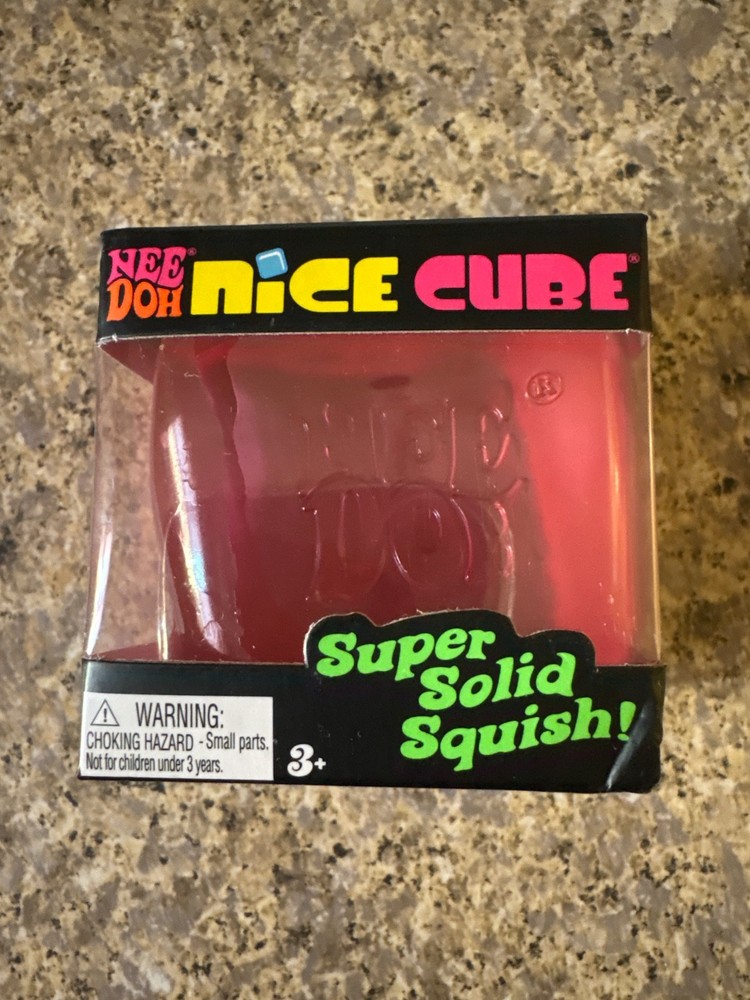 NEE
DOH® NiCE CUBE®
NEE®
DO
Super
Solid
Squish!
WARNING:
CHOKING HAZARD - Small parts.
Not for children under 3 years.
3+